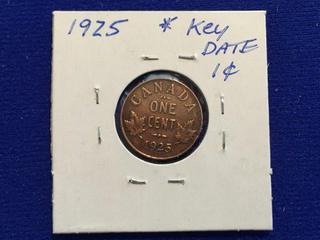 1925 * Key
DATE
1¢
CANADA
ONE
CENT
1925